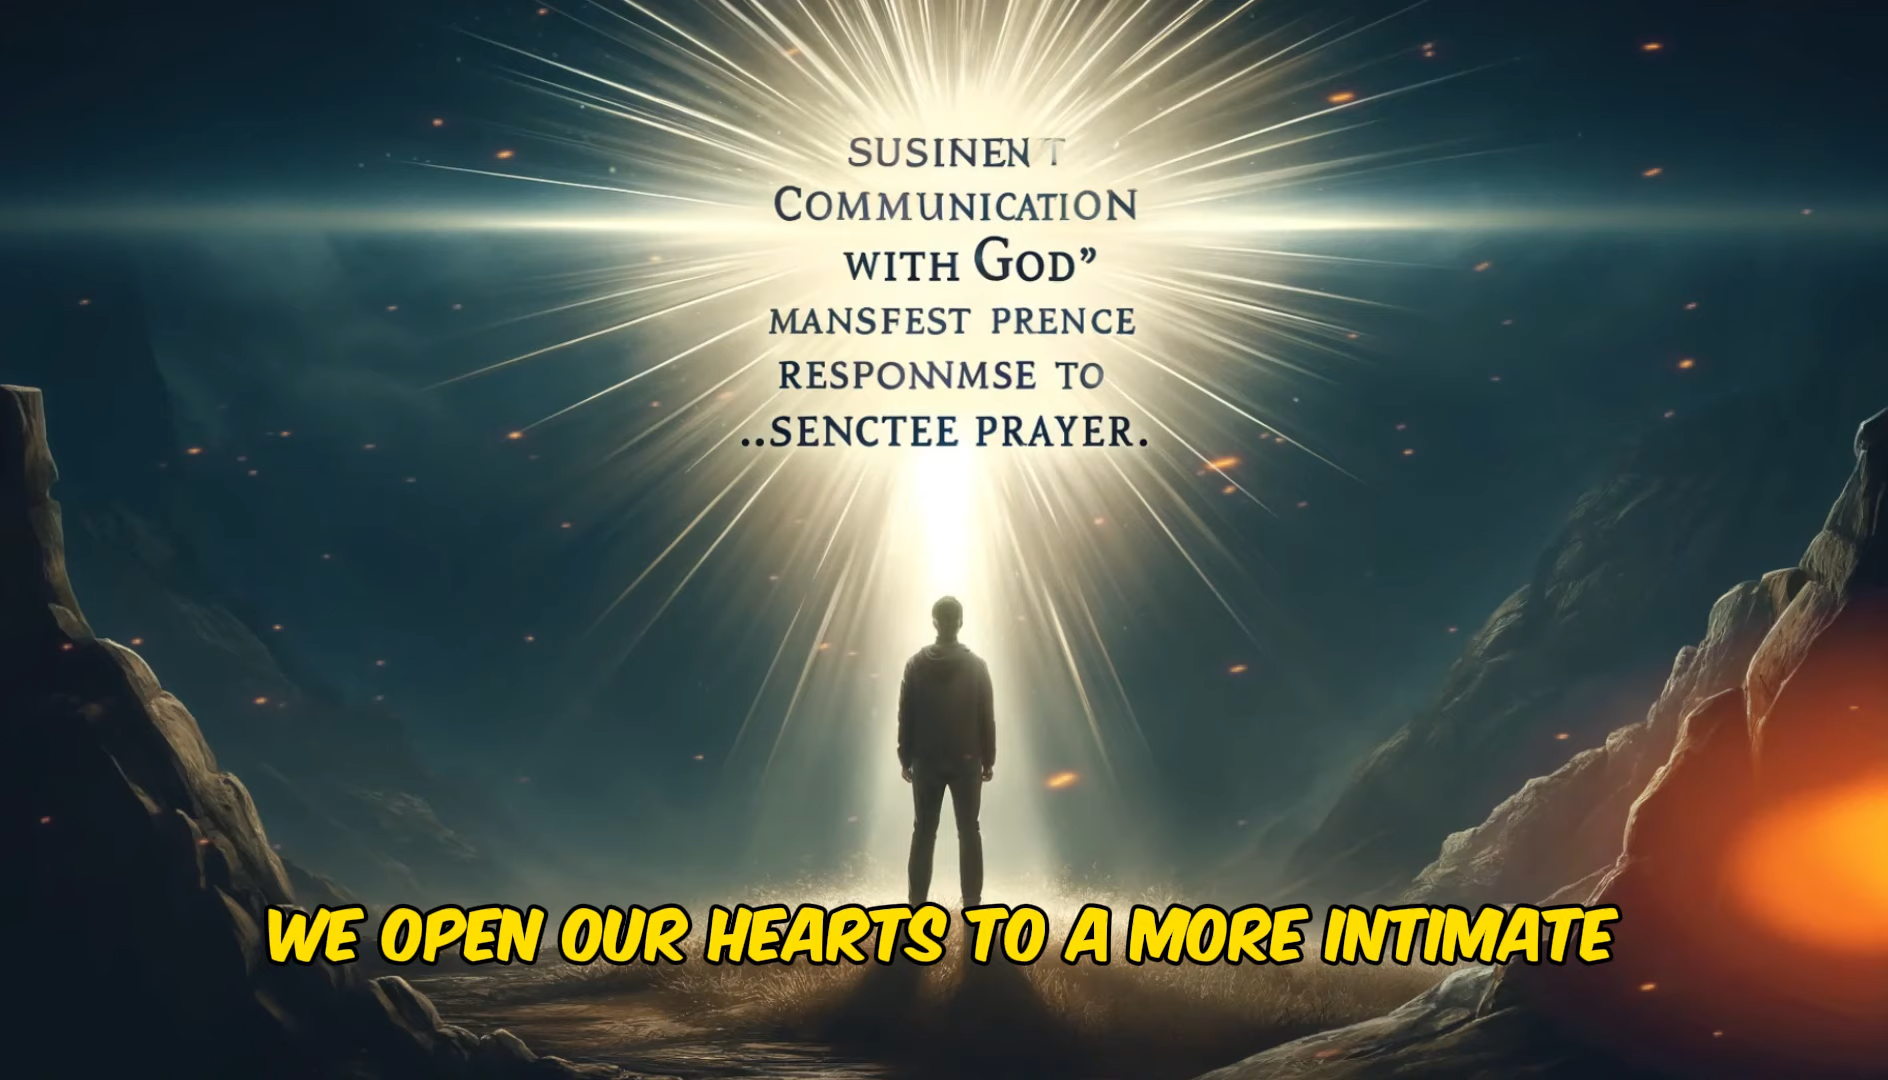 SUSINENT
COMMUNICATION
WITH GOD”
MANSFEST PRENCE
RESPONNMSE TO
..SENCTEE PRAYER.
WE OPEN OUR HEARTS TO A MORE INTIMATE